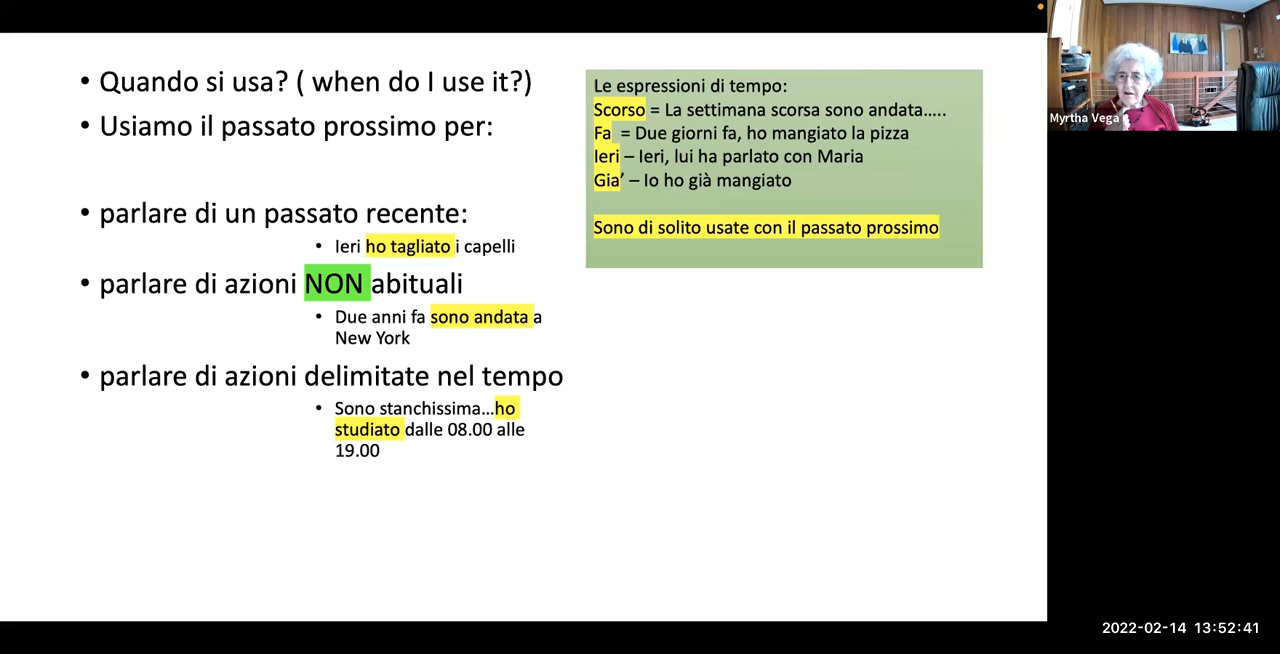 • Quando si usa? ( when do I use it?)
• Usiamo il passato prossimo per:
• parlare di un passato recente:
• Ieri ho tagliato i capelli
• parlare di azioni NON abituali
• Due anni fa sono andata a
New York
• parlare di azioni delimitate nel tempo
• Sono stanchissima...ho
studiato dalle 08.00 alle
19.00
Le espressioni di tempo:
Scorso = La settimana scorsa sono andata.....
Fa = Due giorni fa, ho mangiato la pizza
Ieri – Ieri, lui ha parlato con Maria
Gia’ – Io ho già mangiato
Sono di solito usate con il passato prossimo
Myrtha Vega
2022-02-14 13:52:41